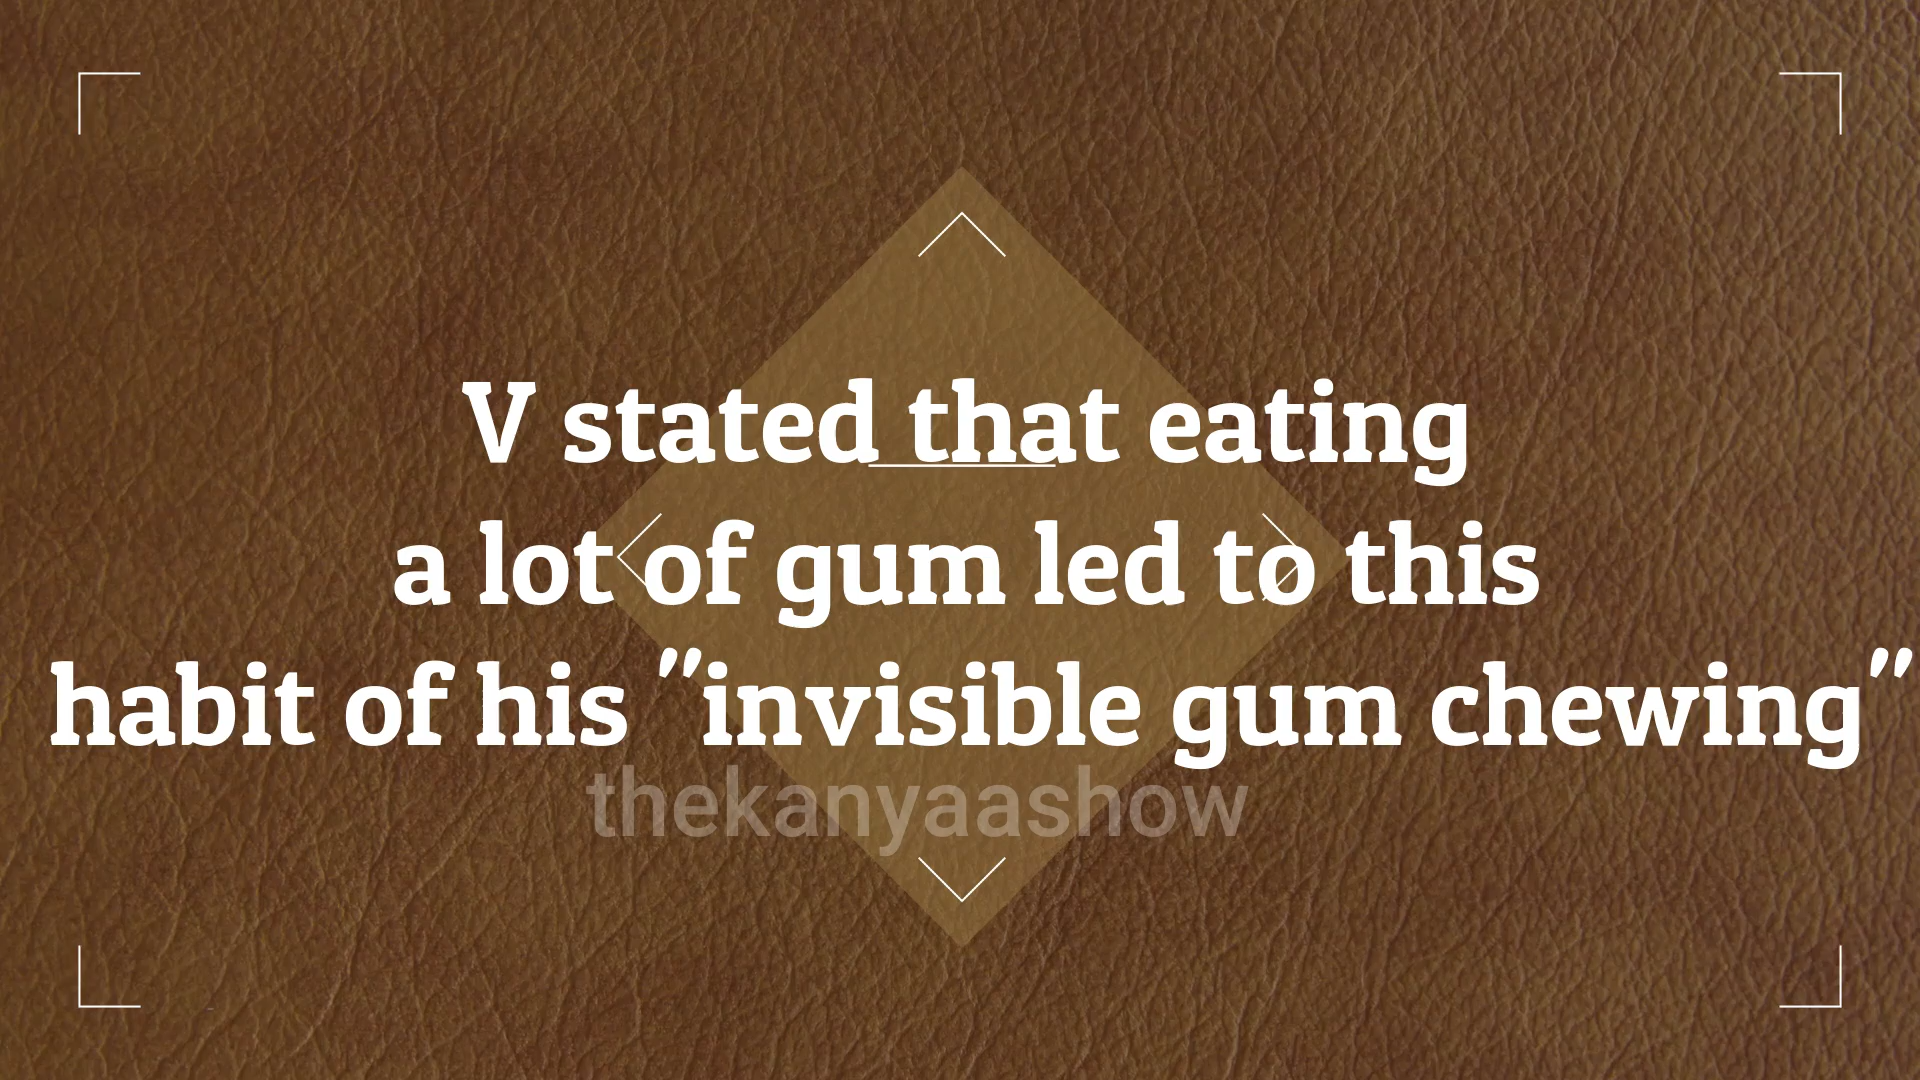 V stated that eating
a lot of gum led to this
habit of his "invisible gum chewing"
thekanyaashow